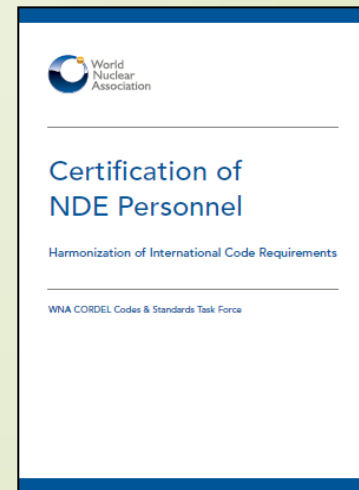 World
Nuclear
Association
Certification of
NDE Personnel
Harmonization of International Code Requirements
WNA CORDEL Codes & Standards Task Force